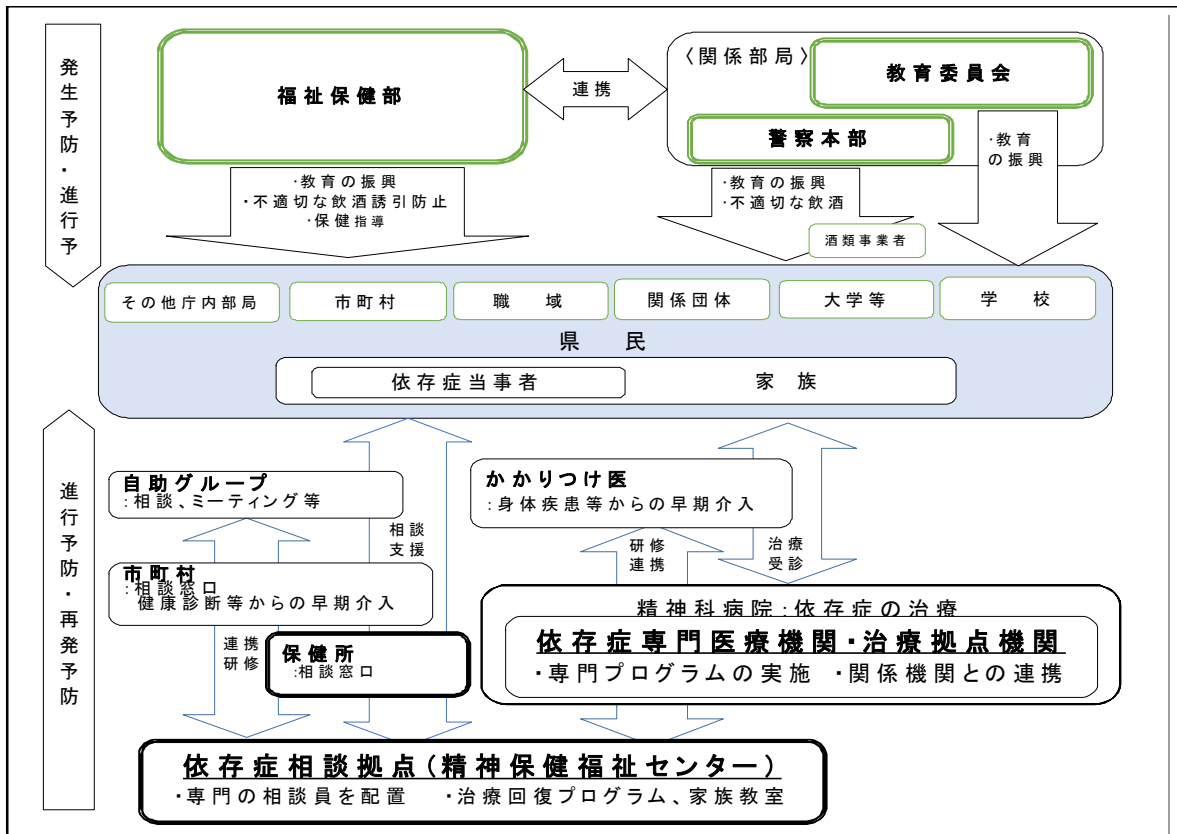 発生予防・進行予
福祉保健部
連携
〈関係部局〉
教育委員会
警察本部
・教育の振興
・不適切な飲酒誘引防止
・保健指導
・教育の振興
・不適切な飲酒
・教育
の振興
酒類事業者
その他庁内部局
市町村
職　域
関係団体
大学等
学　校
県　民
依存症当事者
家　族
進行予防・再発予防
自助グループ
:相談、ミーティング等
かかりつけ医
:身体疾患等からの早期介入
相談
支援
研修
連携
治療
受診
市町村
:相談窓口
健康診断等からの早期介入
連携
研修
保健所
:相談窓口
精神科病院:依存症の治療
依存症専門医療機関・治療拠点機関
・専門プログラムの実施　・関係機関との連携
依存症相談拠点(精神保健福祉センター)
・専門の相談員を配置　・治療回復プログラム、家族教室